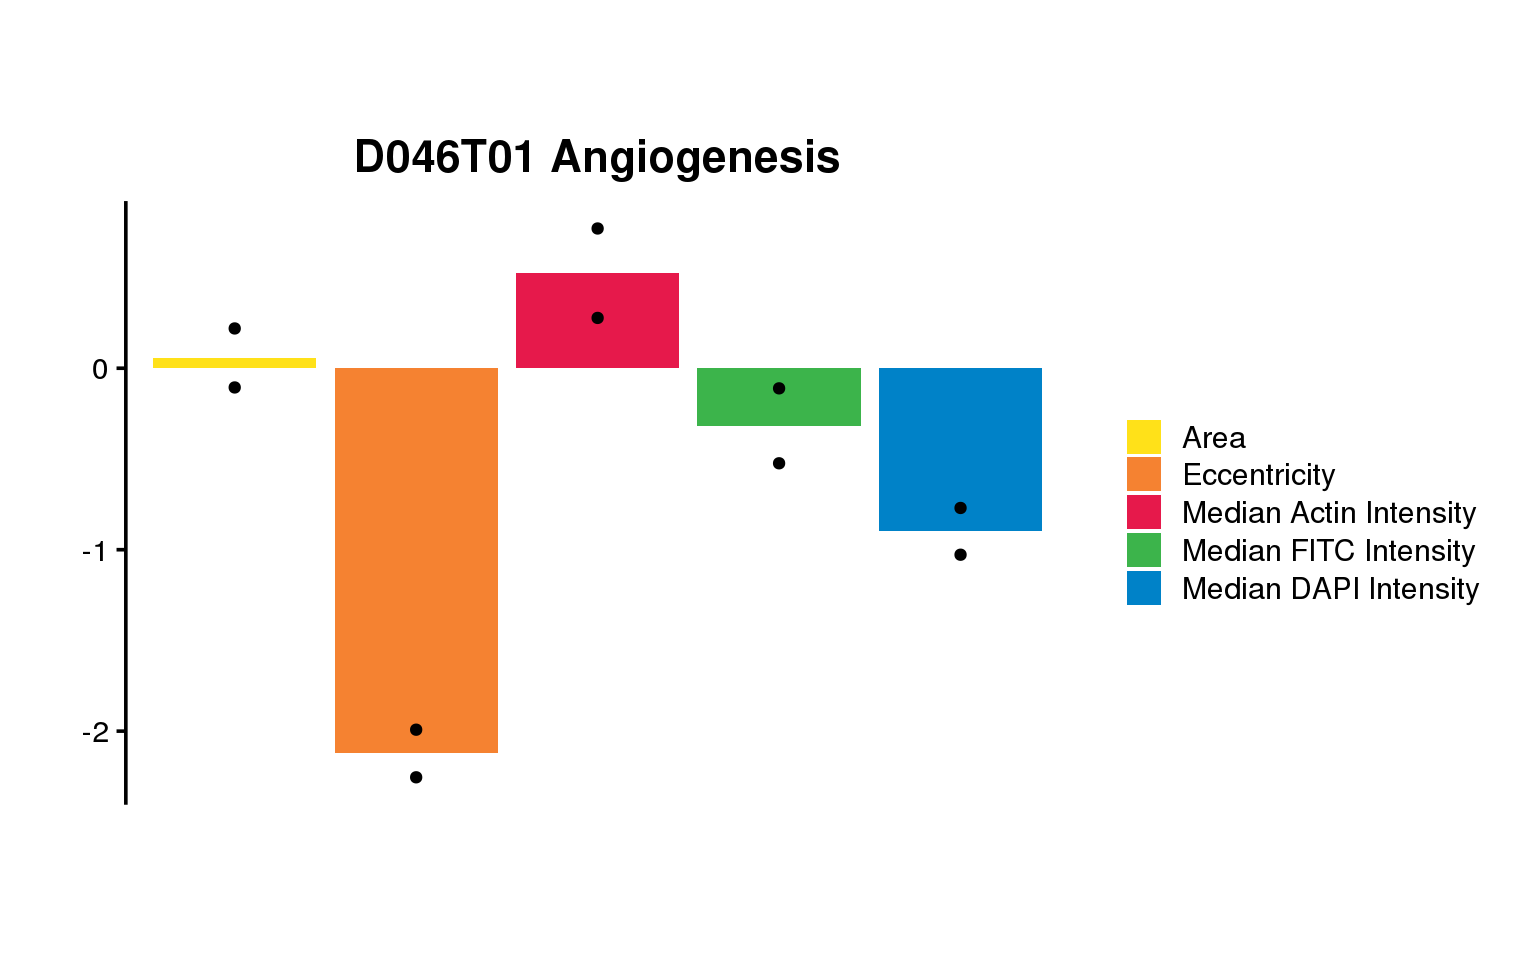 D046T01 Angiogenesis
0
-1
-2
Area
Eccentricity
Median Actin Intensity
Median FITC Intensity
Median DAPI Intensity